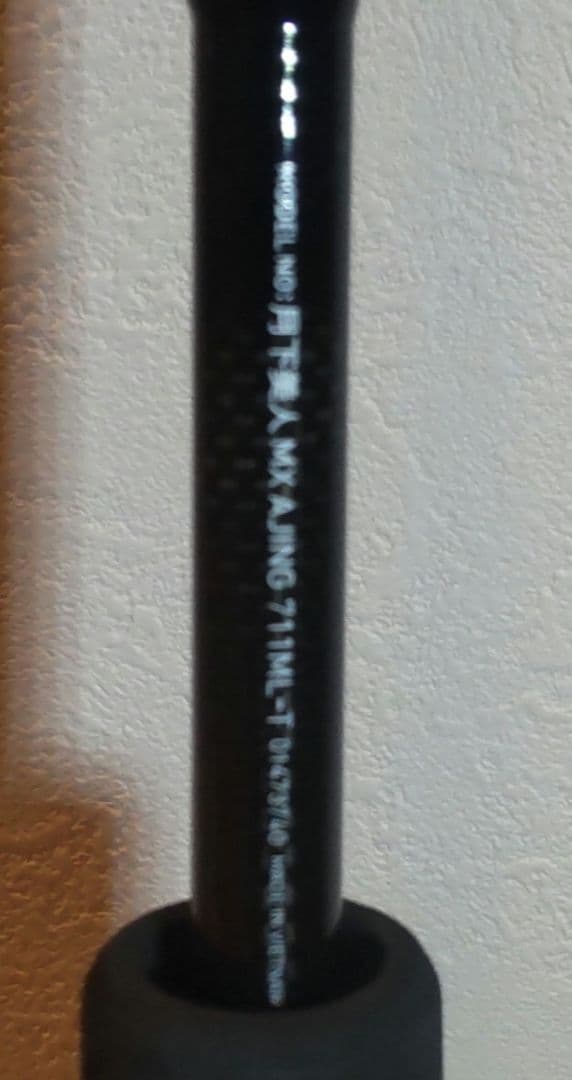 MODEL NO: 月下美人 MX AJING 711ML-T 01473740 MADE IN VIETNAM